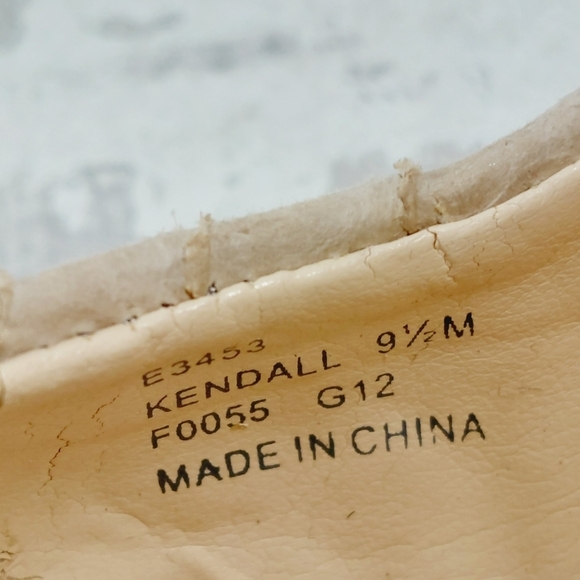 E3453
KENDALL 9½M
F0055 G12
MADE IN CHINA